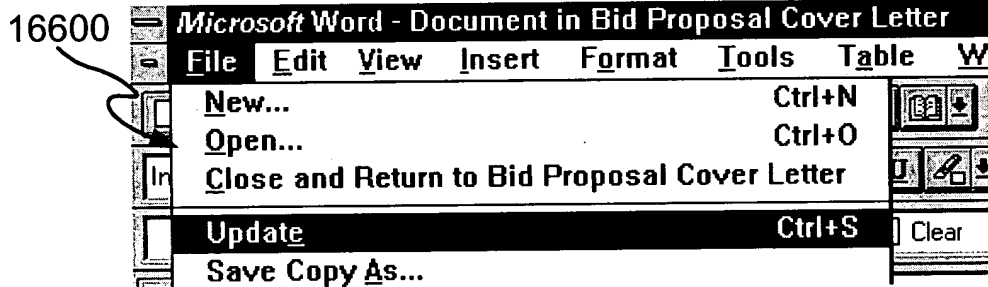 16600
Microsoft Word - Document in Bid Proposal Cover Letter
File Edit View Insert Format Tools Table W
New... Ctrl+N
Open... Ctrl+O
In
Close and Return to Bid Proposal Cover Letter
U
Update Ctrl+S
Clear
Save Copy As...